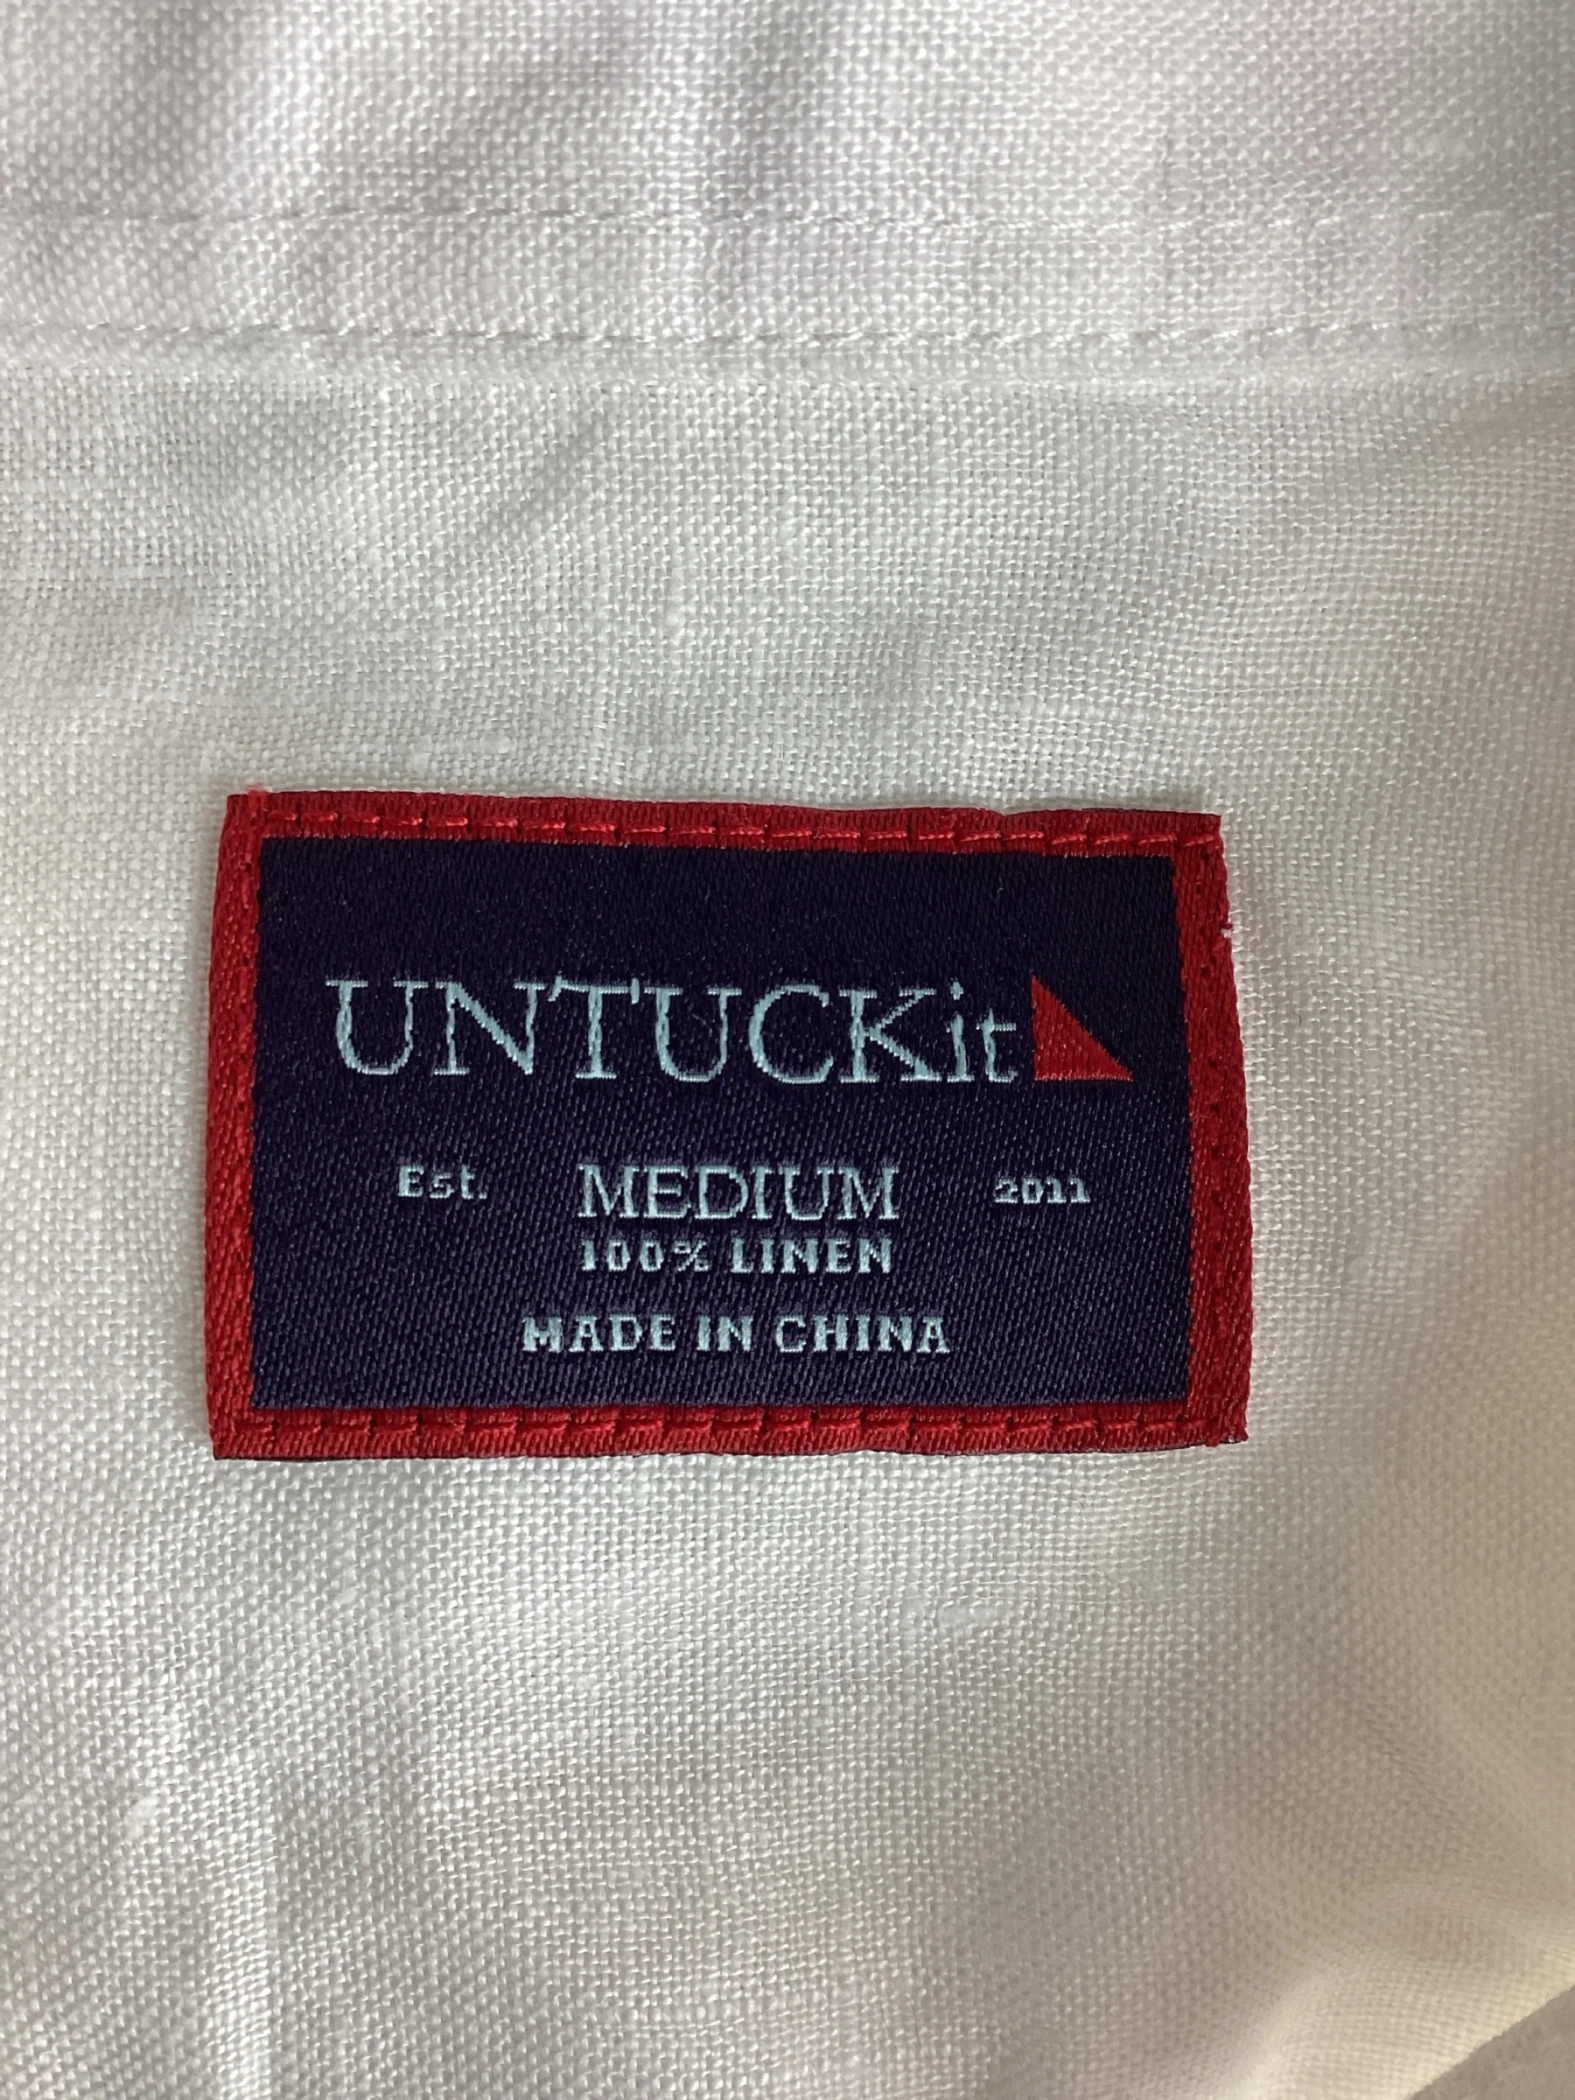 UNTUCKit
Est. MEDIUM 2011
100% LINEN
MADE IN CHINA